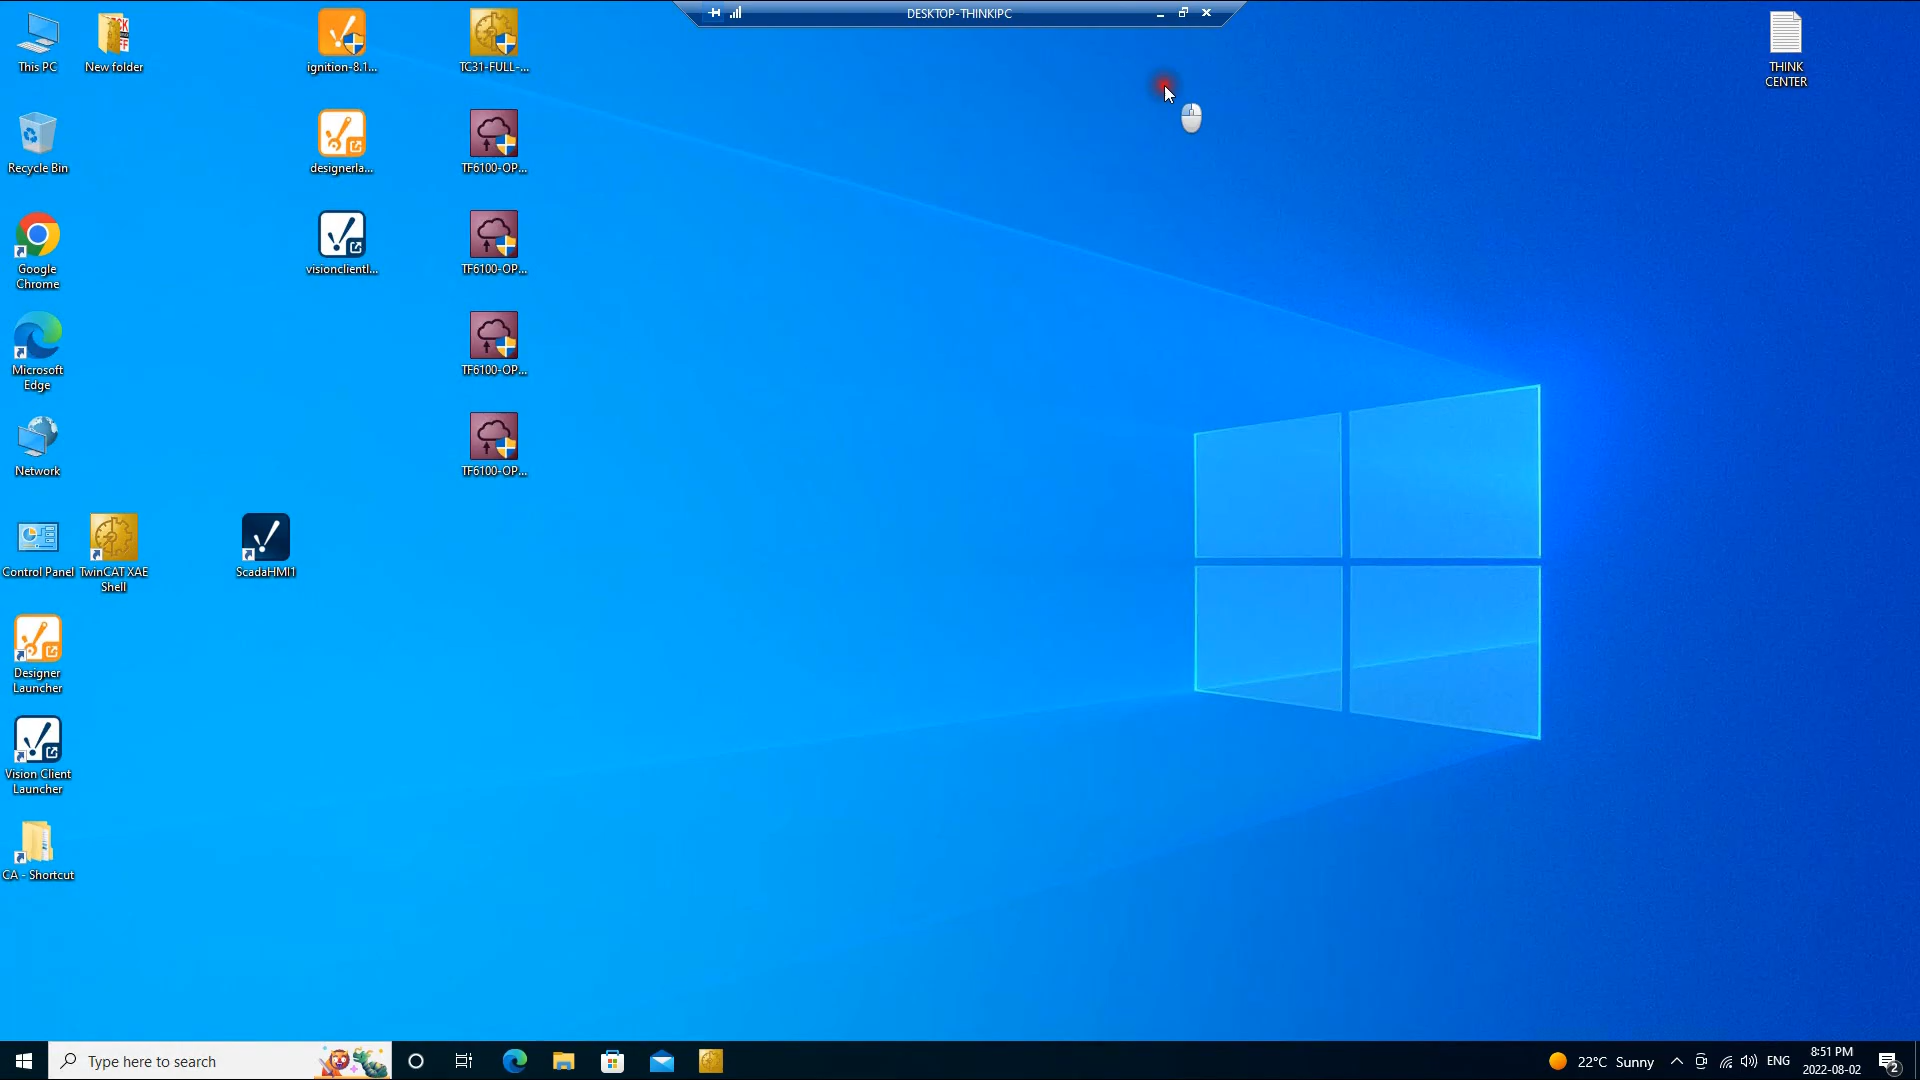 DESKTOP-THINKIPC
This PC
New folder
ignition-8.1...
TC31-FULL-...
THINK
CENTER
Recycle Bin
designerla...
TF6100-OP...
Google
Chrome
visionclientl...
TF6100-OP...
Microsoft
Edge
TF6100-OP...
Network
TF6100-OP...
Control Panel
TwinCAT XAE
Shell
ScadaHMI1
Designer
Launcher
Vision Client
Launcher
CA - Shortcut
Type here to search
22°C Sunny
ENG
8:51 PM
2022-08-02
2